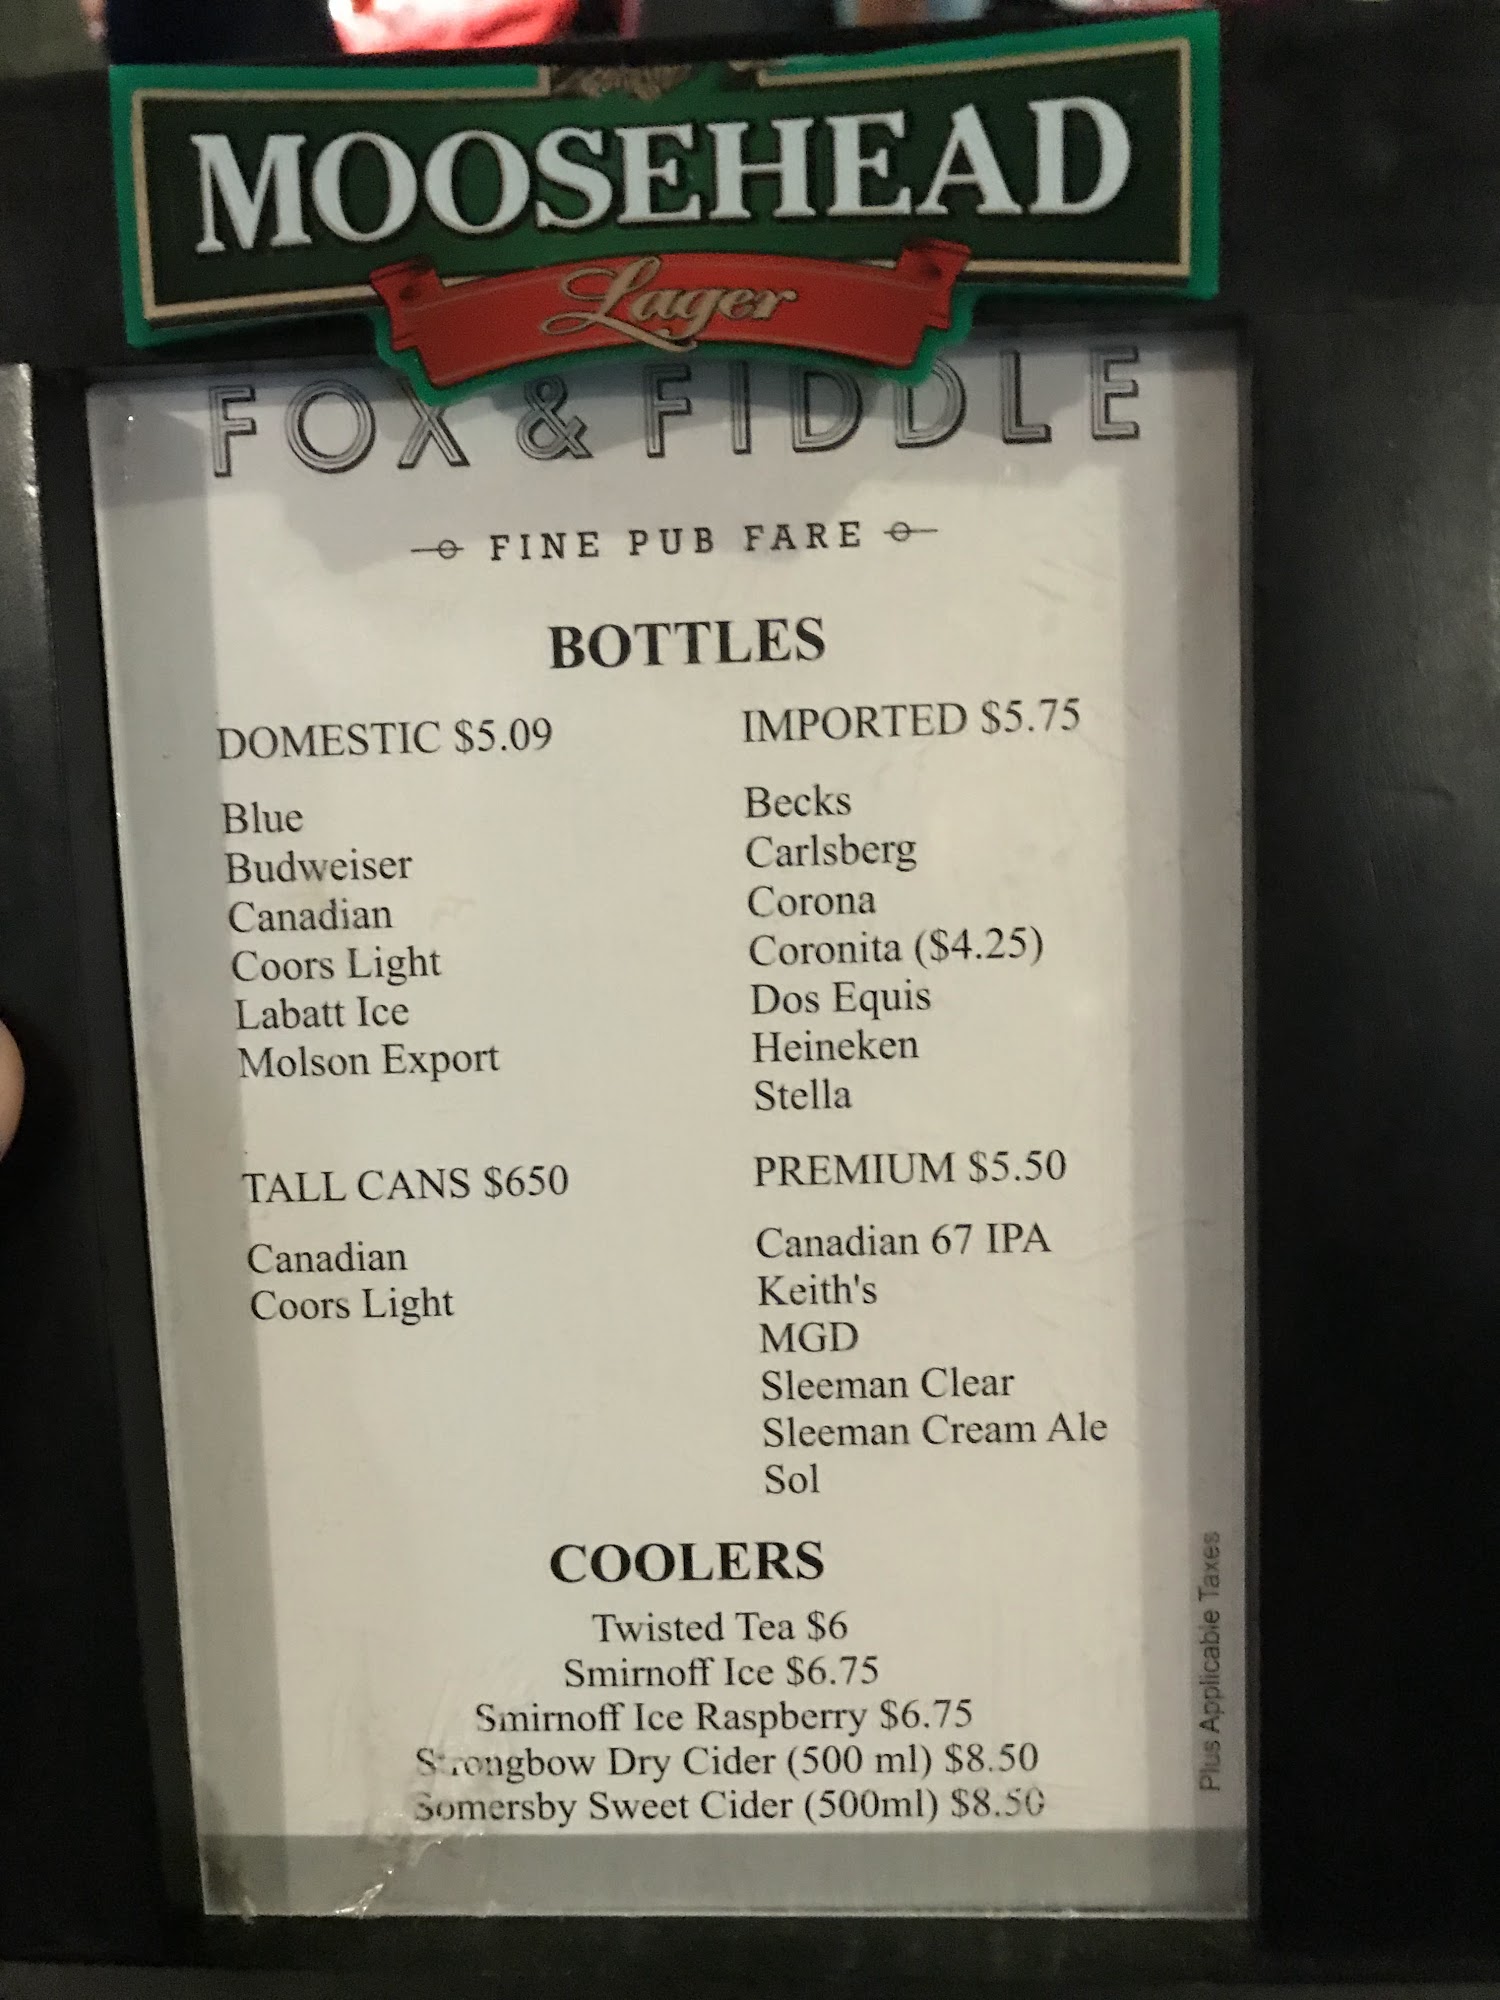 MOOSEHEAD
Lager
FOX & FIDDLE
FINE PUB FARE
BOTTLES
DOMESTIC $5.09
Blue
Budweiser
Canadian
Coors Light
Labatt Ice
Molson Export
IMPORTED $5.75
Becks
Carlsberg
Corona
Coronita ($4.25)
Dos Equis
Heineken
Stella
TALL CANS $650
Canadian
Coors Light
PREMIUM $5.50
Canadian 67 IPA
Keith's
MGD
Sleeman Clear
Sleeman Cream Ale
Sol
COOLERS
Twisted Tea $6
Smirnoff Ice $6.75
Smirnoff Ice Raspberry $6.75
Strongbow Dry Cider (500 ml) $8.50
Somersby Sweet Cider (500ml) $8.50
Plus Applicable Taxes